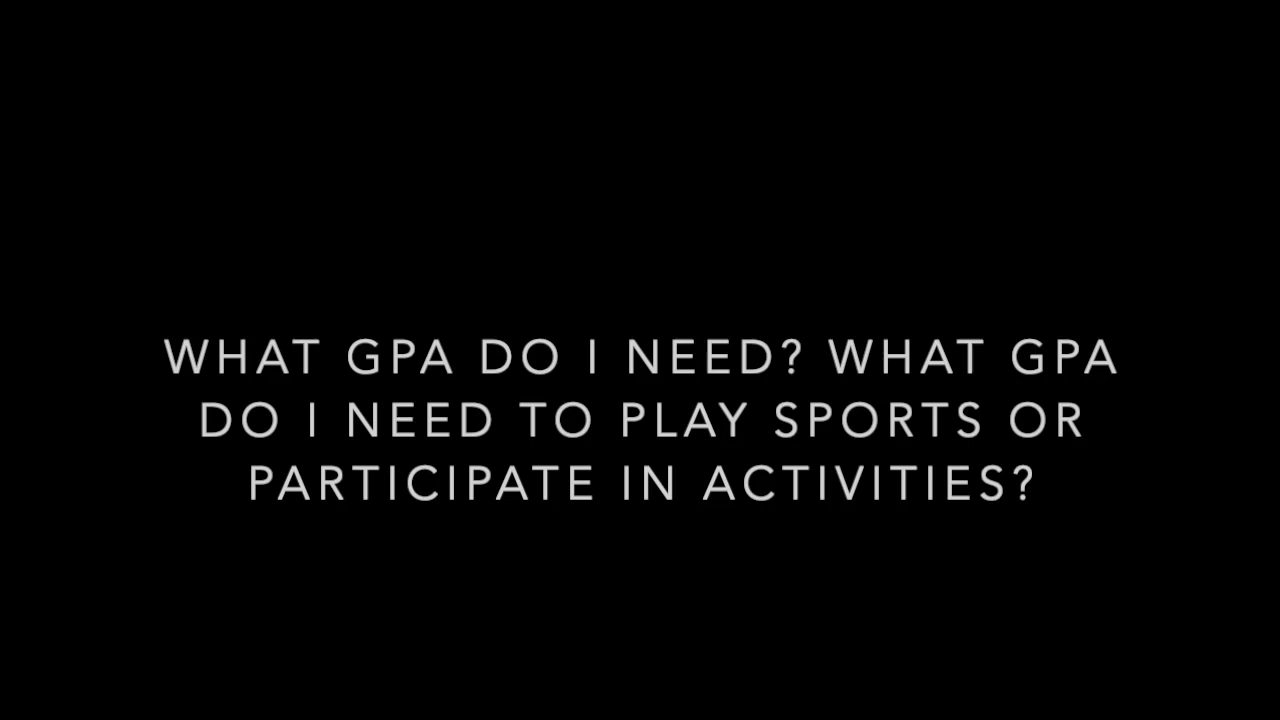 WHAT GPA DO I NEED? WHAT GPA
DO I NEED TO PLAY SPORTS OR
PARTICIPATE IN ACTIVITIES?